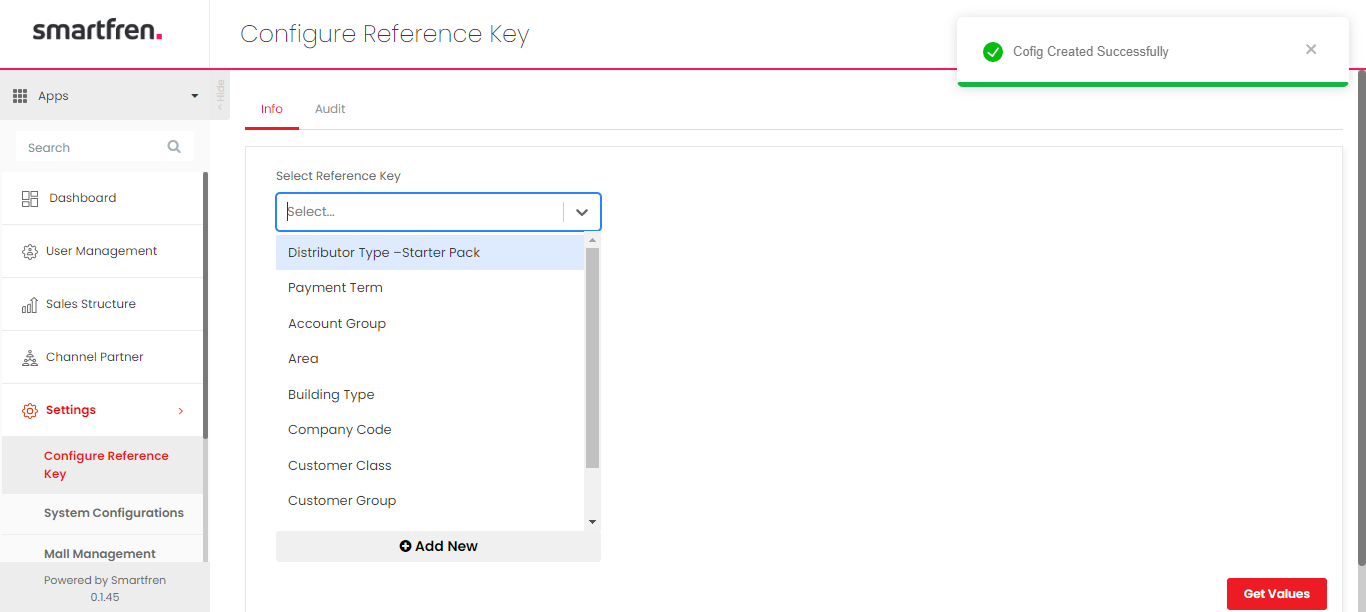 smartfren.
Configure Reference Key
Cofig Created Successfully
Apps
< Hide
Info
Audit
Search
Select Reference Key
Select...
Dashboard
User Management
Sales Structure
Channel Partner
Settings
Configure Reference
Key
System Configurations
Mall Management
Powered by Smartfren
0.1.45
Distributor Type –Starter Pack
Payment Term
Account Group
Area
Building Type
Company Code
Customer Class
Customer Group
Add New
Get Values